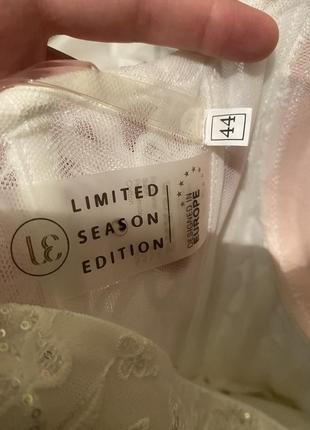 44
LIMITED
SEASON
EDITION
DESIGNED IN
EUROPE